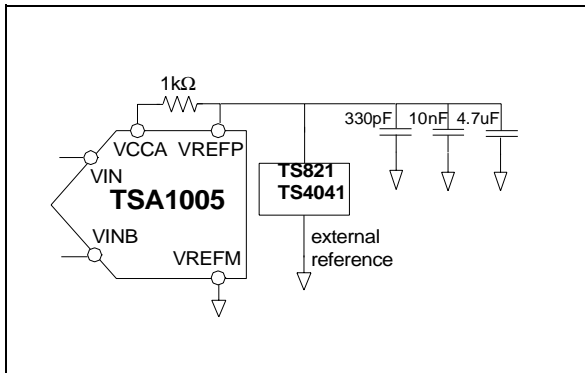 1kΩ
330pF 10nF 4.7uF
VCCA VREFP
VIN
TS821
TS4041
TSA1005
VINB
external
reference
VREFM